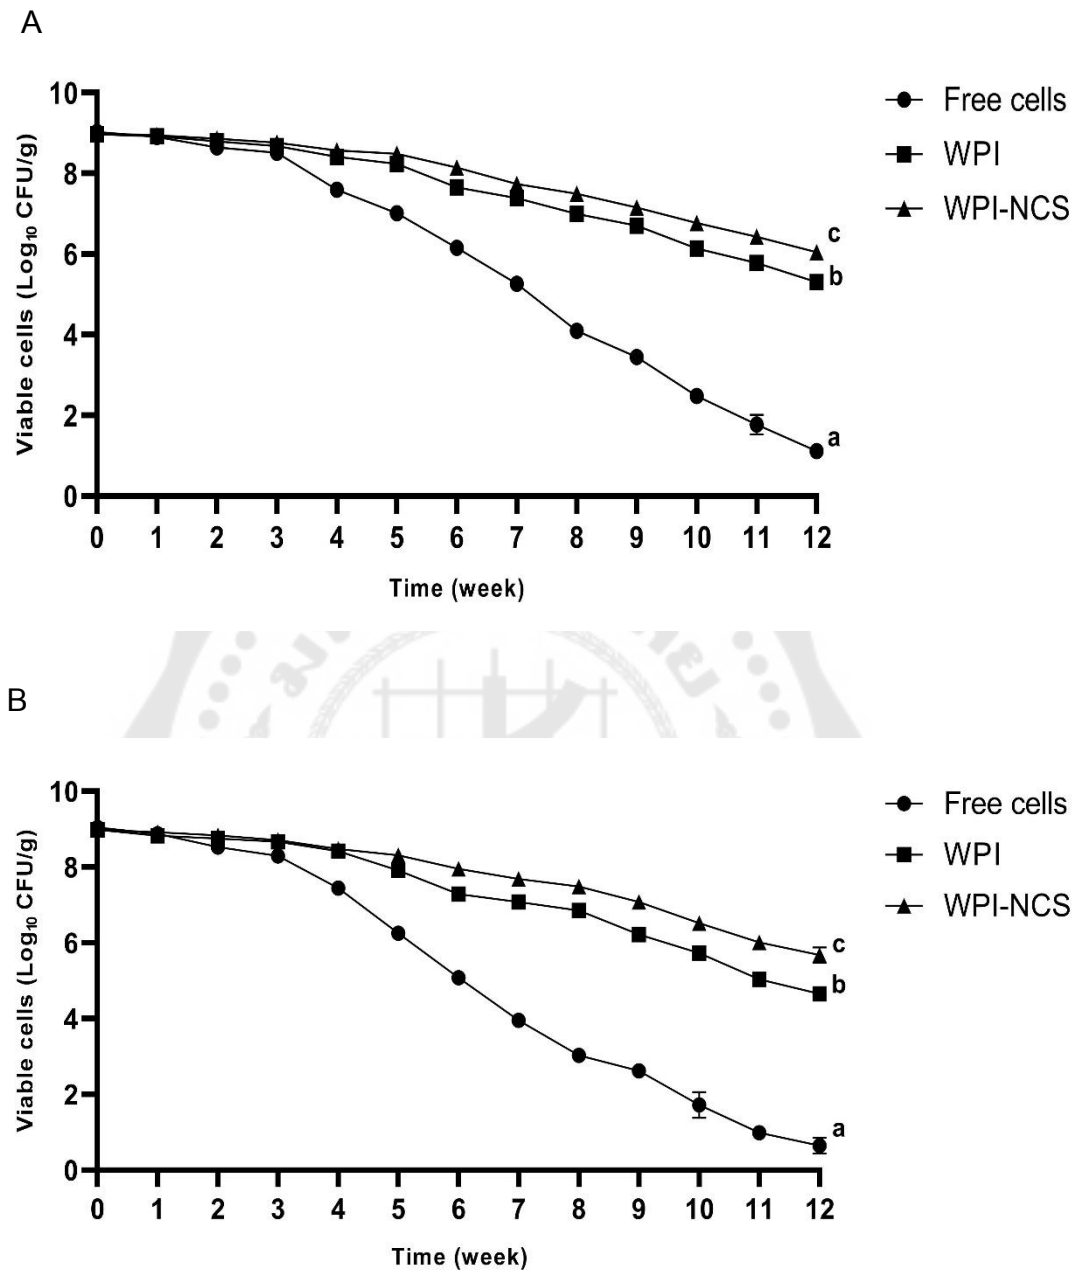 A
10
8
6
4
2
0
Viable cells (Log₁₀ CFU/g)
0 1 2 3 4 5 6 7 8 9 10 11 12
Time (week)
Free cells
WPI
WPI-NCS
c
b
a
B
10
8
6
4
2
0
Viable cells (Log₁₀ CFU/g)
0 1 2 3 4 5 6 7 8 9 10 11 12
Time (week)
Free cells
WPI
WPI-NCS
c
b
a